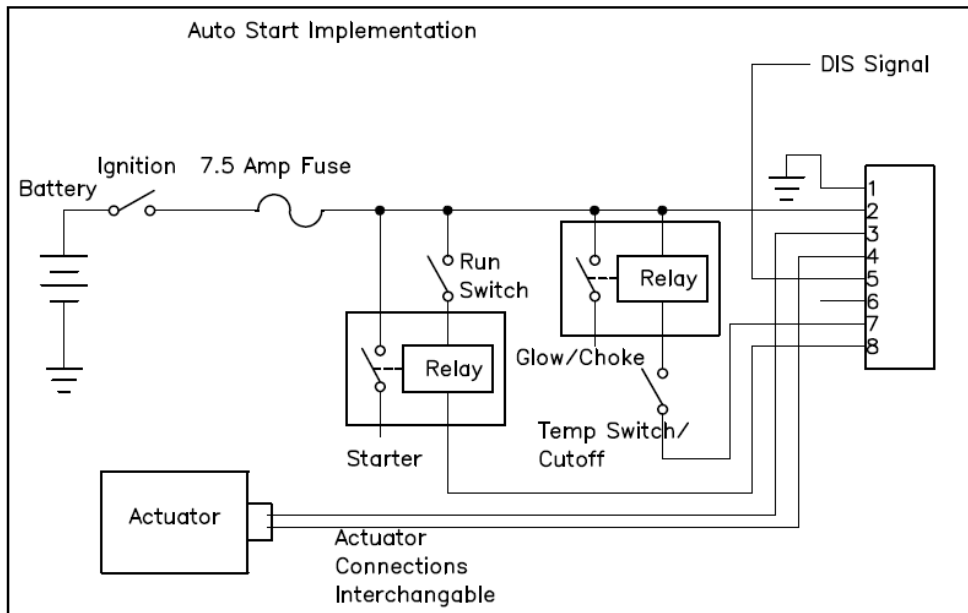 Auto Start Implementation
DIS Signal
Ignition 7.5 Amp Fuse
Battery
1
2
3
4
5
6
7
8
Run
Switch
Relay
Relay
Glow/Choke
Starter
Temp Switch/
Cutoff
Actuator
Actuator
Connections
Interchangable